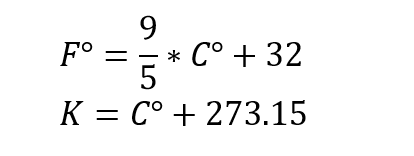 F° = 9/5 * C° + 32
K = C° + 273.15